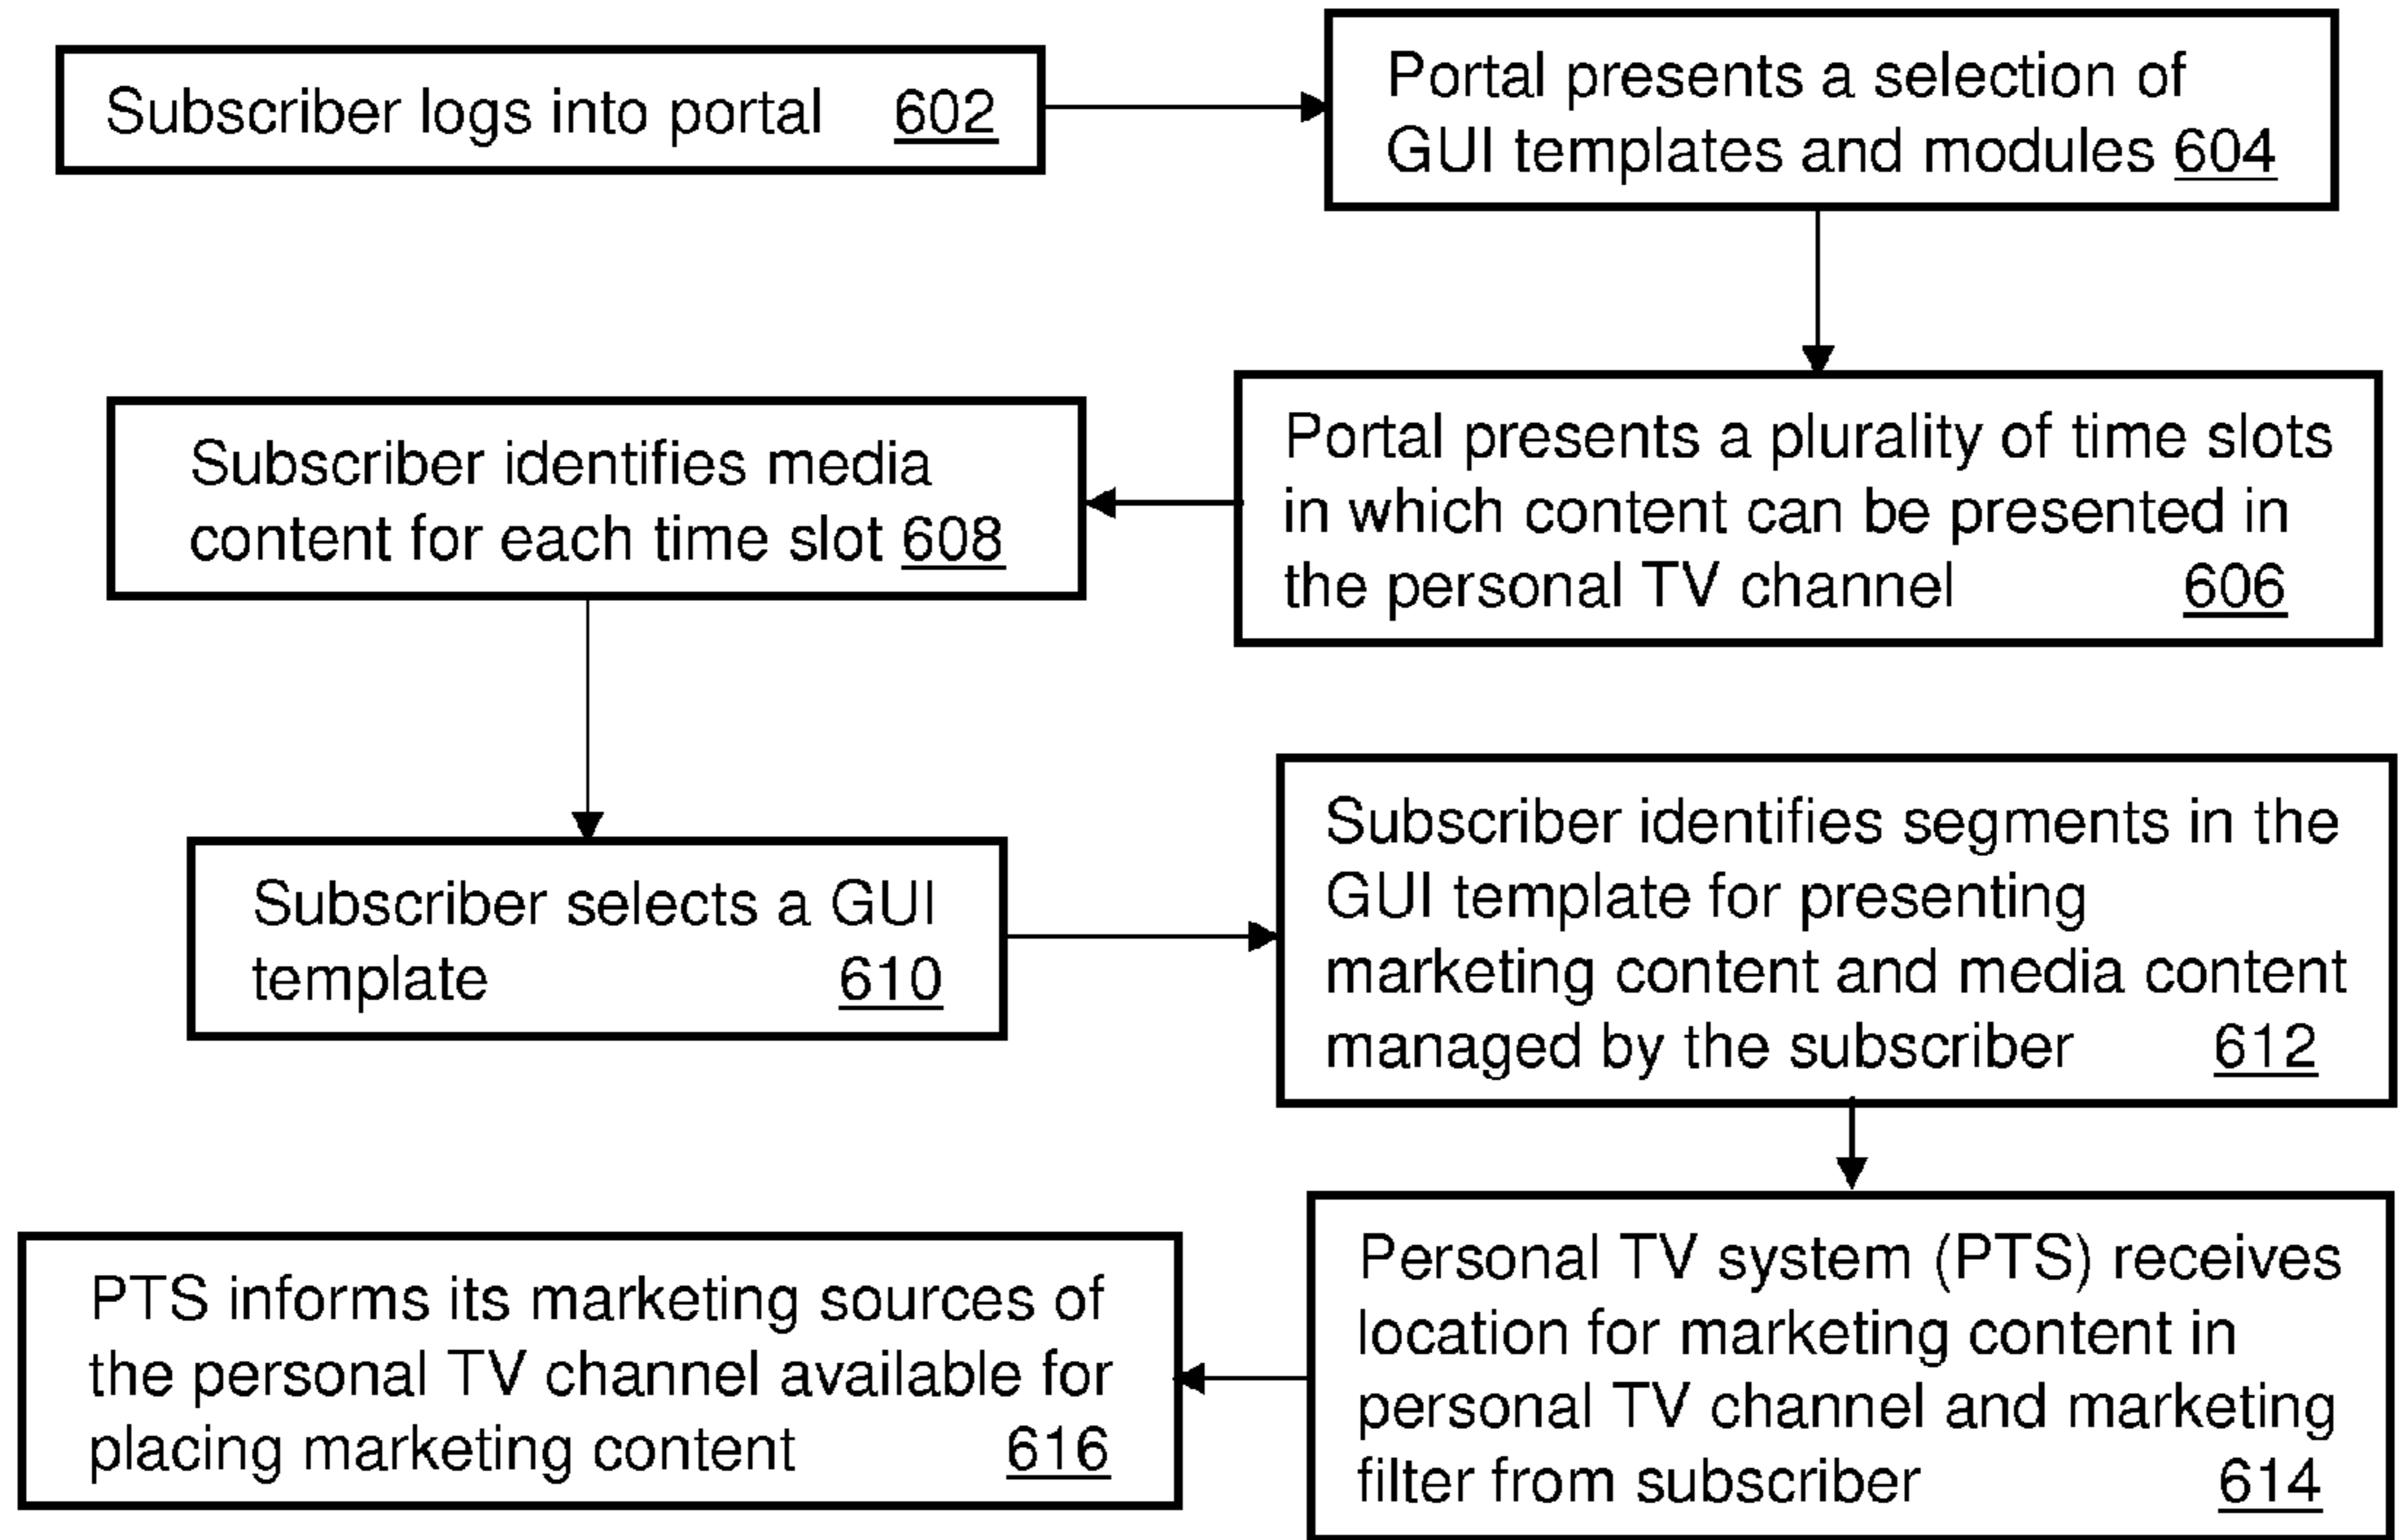 Subscriber logs into portal 602
Portal presents a selection of
GUI templates and modules 604
Portal presents a plurality of time slots
in which content can be presented in
the personal TV channel 606
Subscriber identifies media
content for each time slot 608
Subscriber selects a GUI
template 610
Subscriber identifies segments in the
GUI template for presenting
marketing content and media content
managed by the subscriber 612
Personal TV system (PTS) receives
location for marketing content in
personal TV channel and marketing
filter from subscriber 614
PTS informs its marketing sources of
the personal TV channel available for
placing marketing content 616